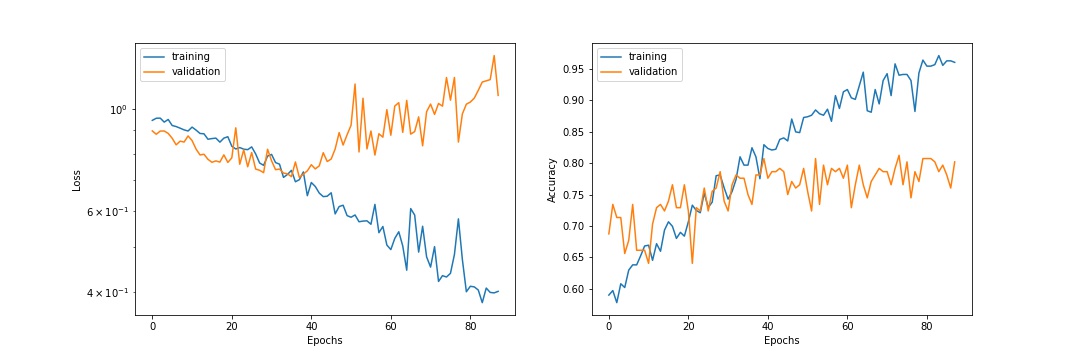 training
validation
10⁰
6 × 10⁻¹
4 × 10⁻¹
Loss
0 20 40 60 80
Epochs
training
validation
0.95
0.90
0.85
0.80
0.75
0.70
0.65
0.60
Accuracy
0 20 40 60 80
Epochs